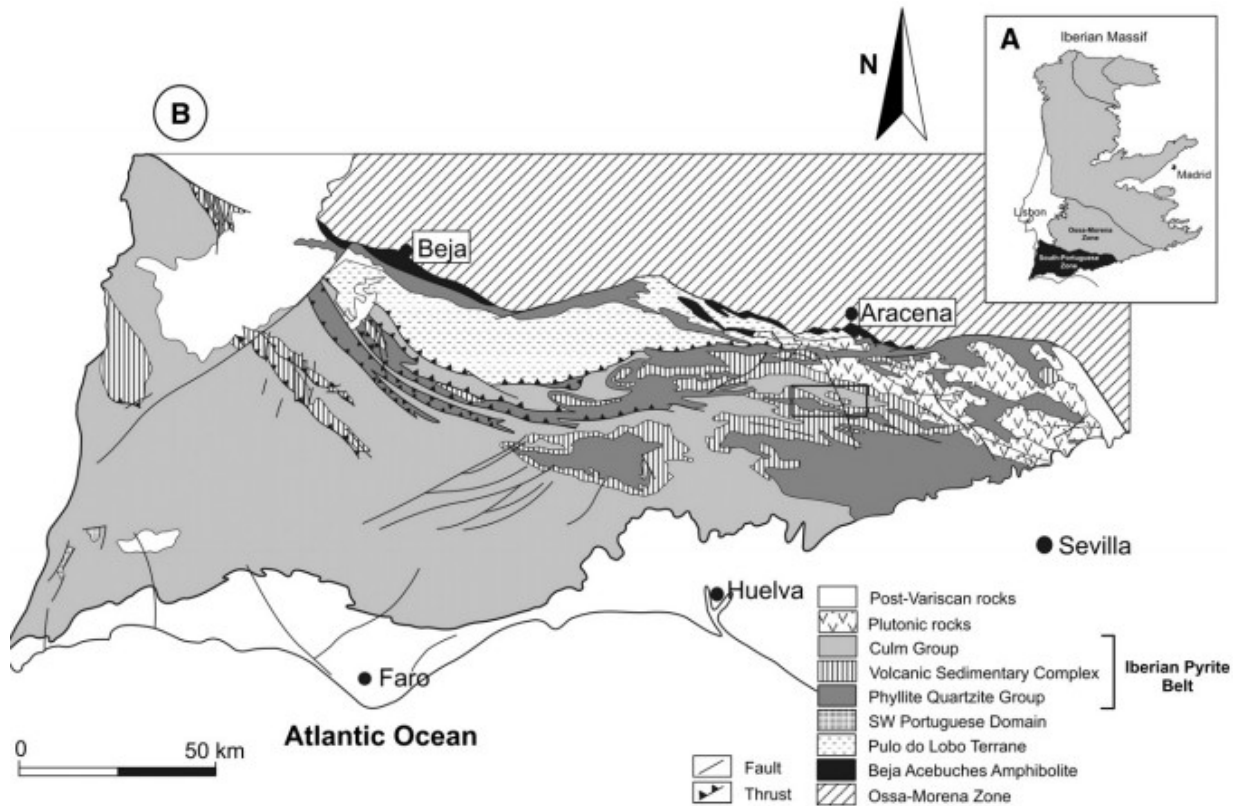 A
Iberian Massif
Madrid
Lisbon
Ossa-Morena
Zone
South-Portuguese
Zone
N
B
Beja
Aracena
Sevilla
Huelva
Faro
Atlantic Ocean
0 50 km
Fault
Thrust
Post-Variscan rocks
Plutonic rocks
Culm Group
Volcanic Sedimentary Complex
Phyllite Quartzite Group
Iberian Pyrite
Belt
SW Portuguese Domain
Pulo do Lobo Terrane
Beja Acebuches Amphibolite
Ossa-Morena Zone